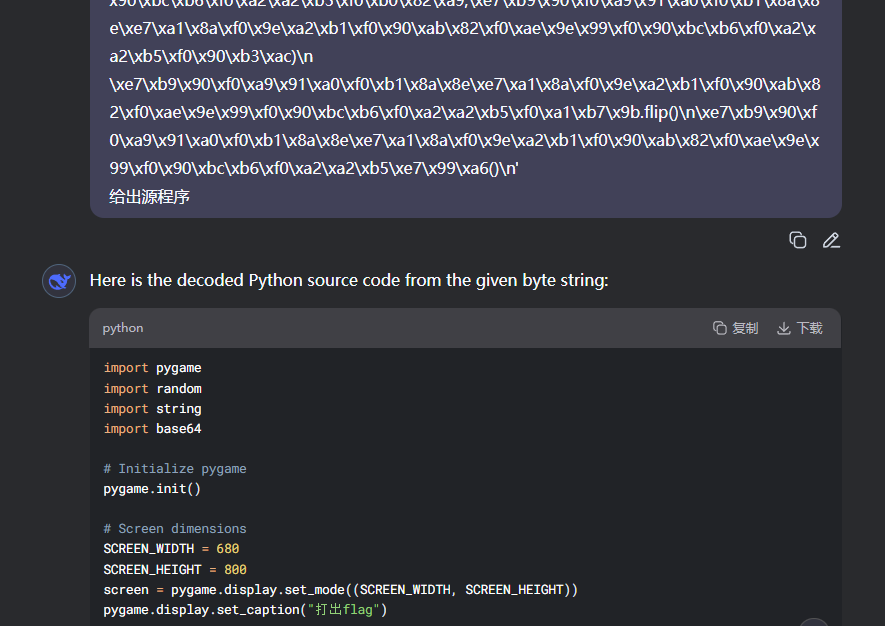 x90\xbc\xb6\xf0\xa2\xa2\xb5\xf0\xb0\x82\xa9,\xe7\xb9\x90\xf0\xa9\x91\xa0\xf0\xb1\x8a\x8
e\xe7\xa1\x8a\xf0\x9e\xa2\xb1\xf0\x90\xab\x82\xf0\xae\x9e\x99\xf0\x90\xbc\xb6\xf0\xa2\x
a2\xb5\xf0\x90\xb3\xac)\n
\xe7\xb9\x90\xf0\xa9\x91\xa0\xf0\xb1\x8a\x8e\xe7\xa1\x8a\xf0\x9e\xa2\xb1\xf0\x90\xab\x8
2\xf0\xae\x9e\x99\xf0\x90\xbc\xb6\xf0\xa2\xa2\xb5\xf0\xa1\xb7\x9b.flip()\n\xe7\xb9\x90\xf
0\xa9\x91\xa0\xf0\xb1\x8a\x8e\xe7\xa1\x8a\xf0\x9e\xa2\xb1\xf0\x90\xab\x82\xf0\xae\x9e\x
99\xf0\x90\xbc\xb6\xf0\xa2\xa2\xb5\xe7\x99\xa6()\n'
给出源程序
Here is the decoded Python source code from the given byte string:
python 复制 下载
import pygame
import random
import string
import base64
# Initialize pygame
pygame.init()
# Screen dimensions
SCREEN_WIDTH = 680
SCREEN_HEIGHT = 800
screen = pygame.display.set_mode((SCREEN_WIDTH, SCREEN_HEIGHT))
pygame.display.set_caption("打出flag")